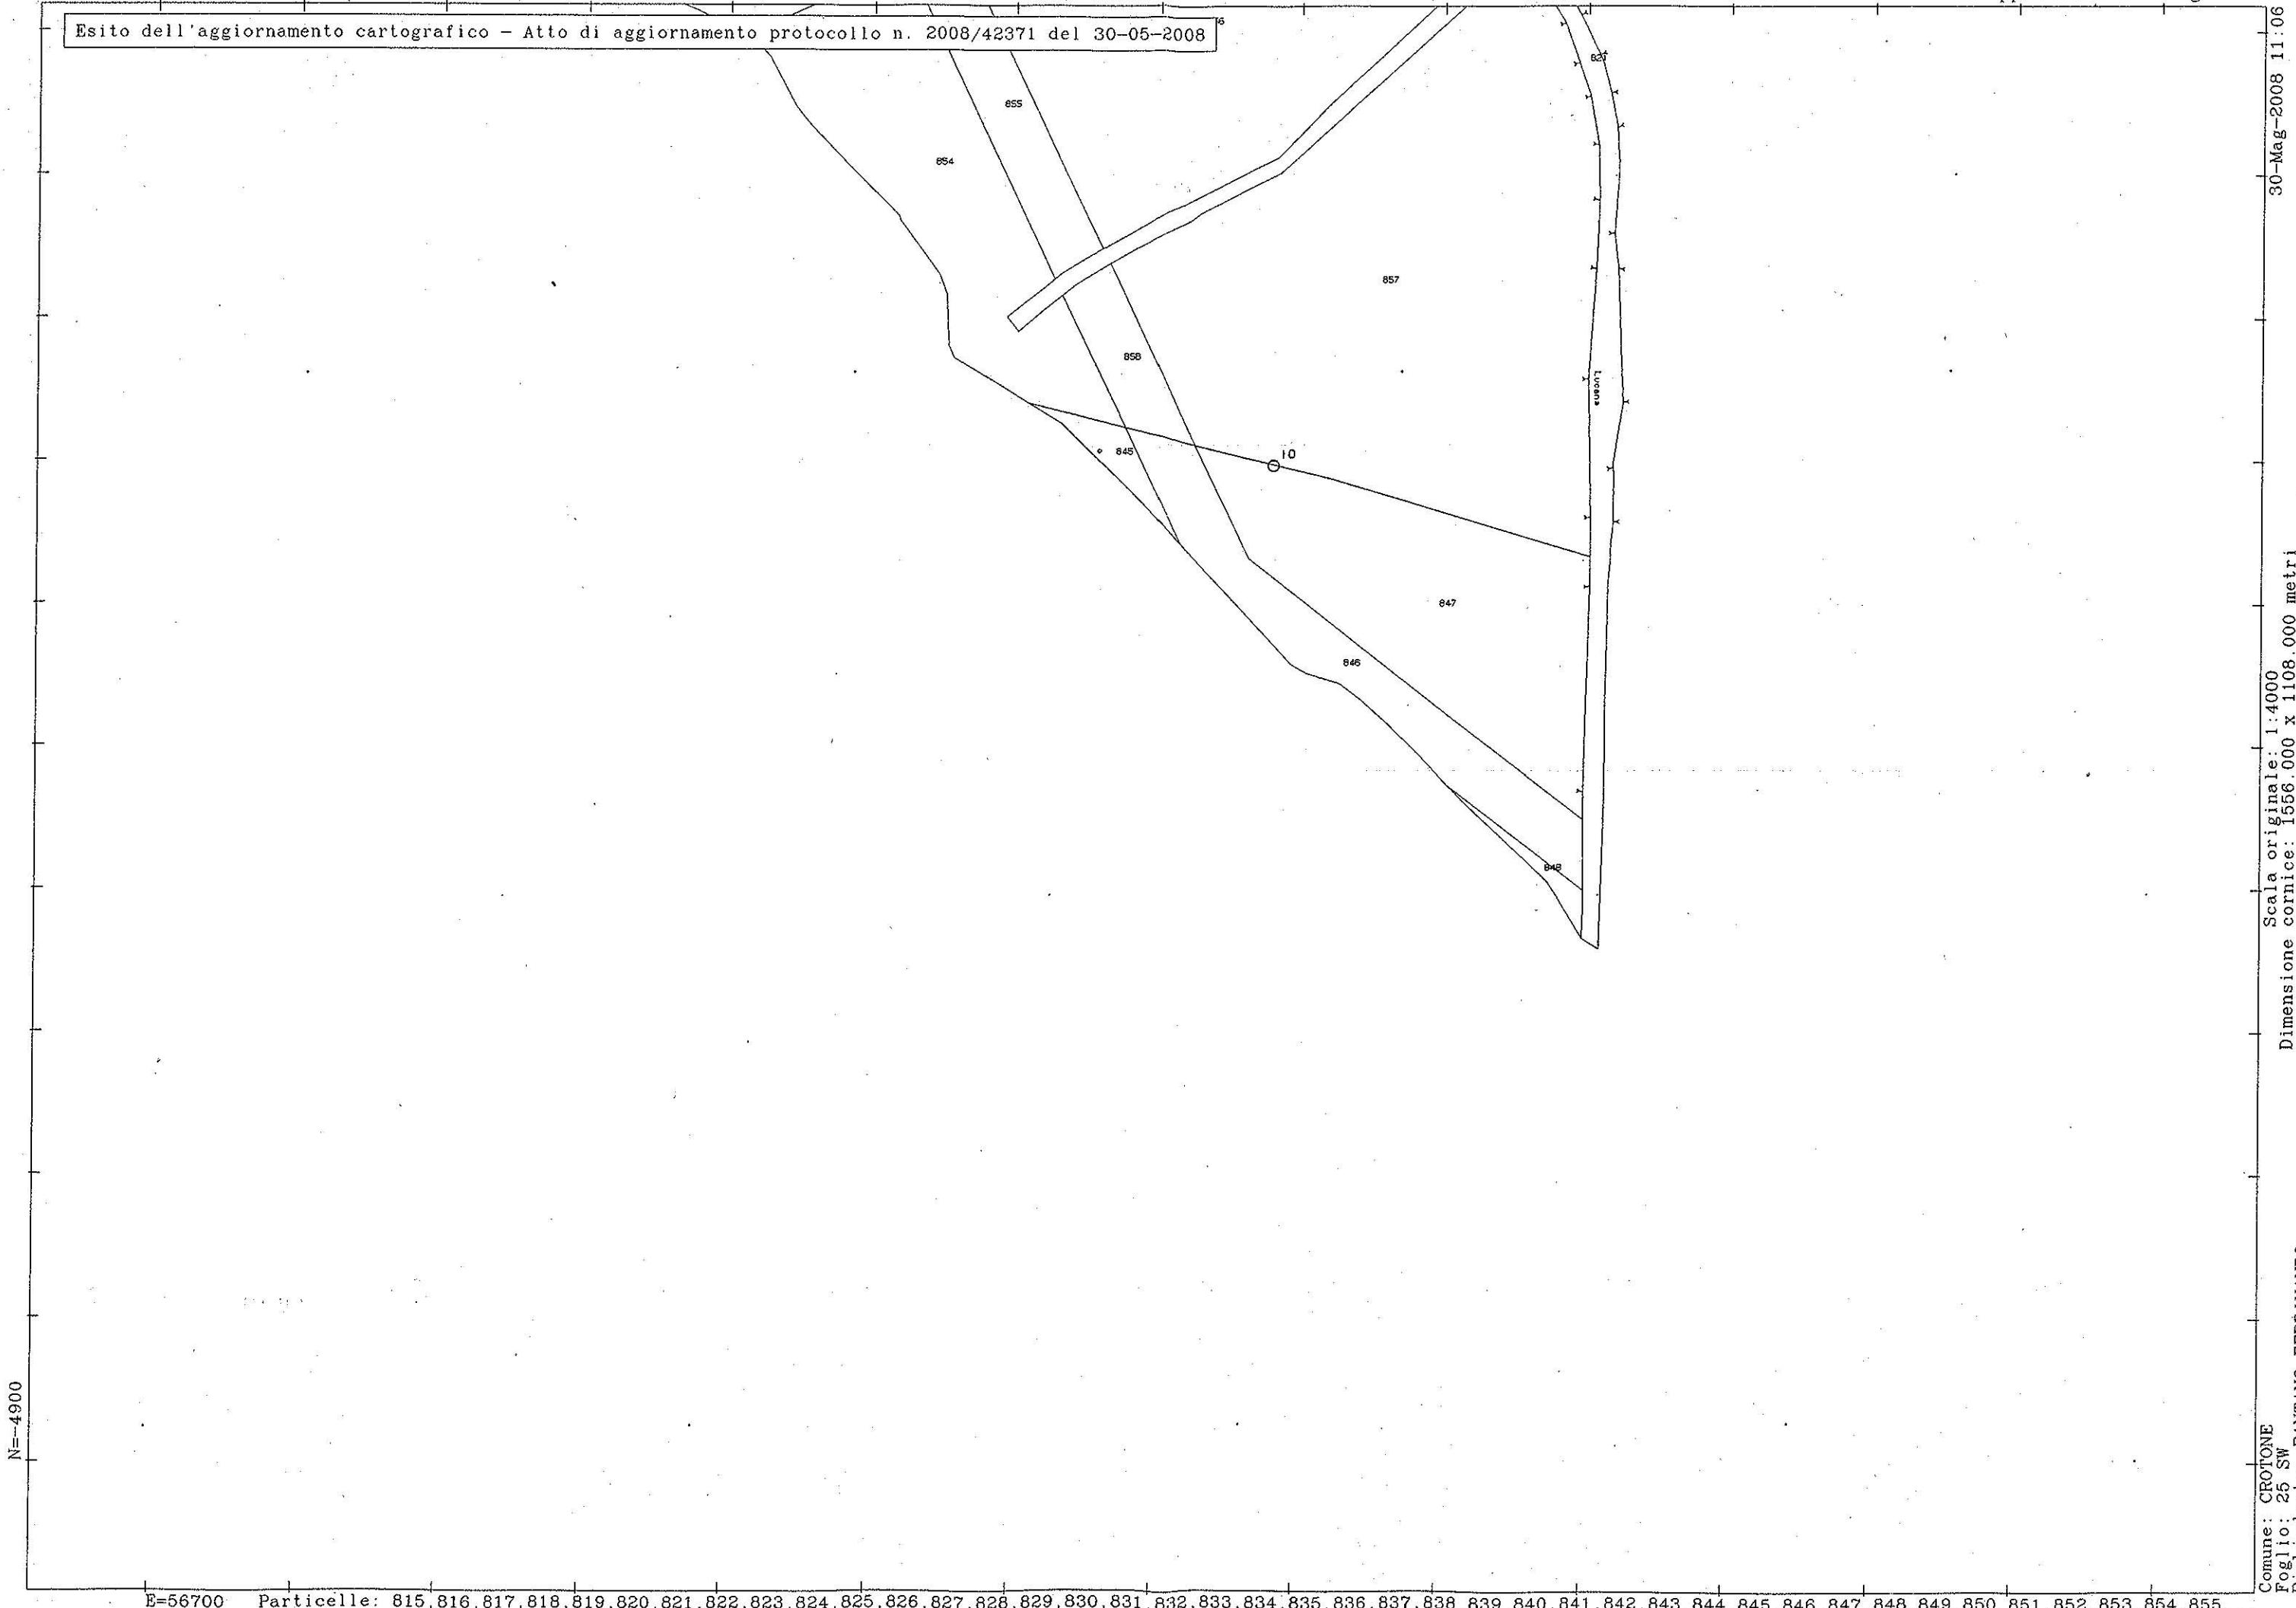 Esito dell'aggiornamento cartografico – Atto di aggiornamento protocollo n. 2008/42371 del 30-05-2008
30-Mag-2008 11:06
855
854
857
858
Lucana
845
10
847
846
848
Scala originale: 1:4000
Dimensione cornice: 1556.000 x 1108.000 metri
N=-4900
Comune: CROTONE
Foglio: 25 SW
E=56700 Particelle: 815,816,817,818,819,820,821,822,823,824,825,826,827,828,829,830,831,832,833,834,835,836,837,838,839,840,841,842,843,844,845,846,847,848,849,850,851,852,853,854,855